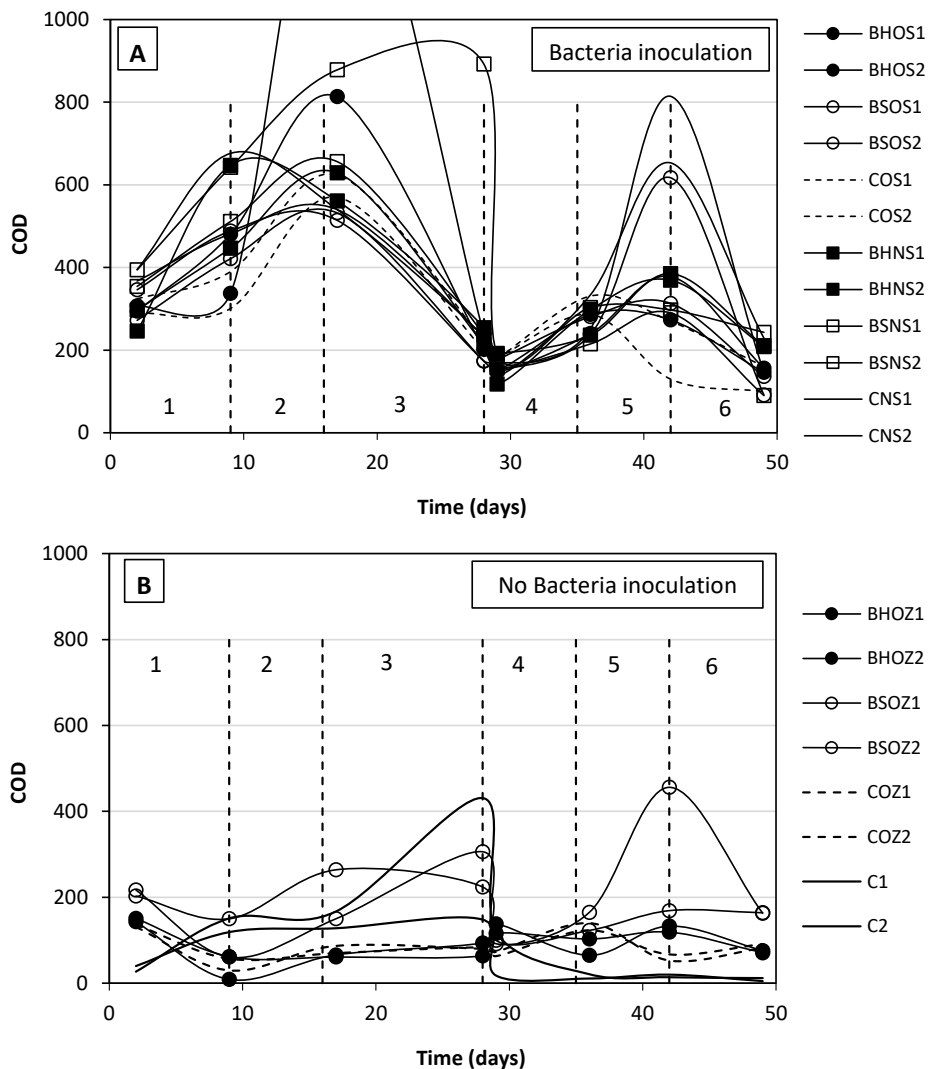 A
Bacteria inoculation
1000
800
600
400
200
0
COD
1 2 3 4 5 6
0 10 20 30 40 50
Time (days)
BHOS1
BHOS2
BSOS1
BSOS2
COS1
COS2
BHNS1
BHNS2
BSNS1
BSNS2
CNS1
CNS2
B
No Bacteria inoculation
1000
800
600
400
200
0
COD
1 2 3 4 5 6
0 10 20 30 40 50
Time (days)
BHOZ1
BHOZ2
BSOZ1
BSOZ2
COZ1
COZ2
C1
C2